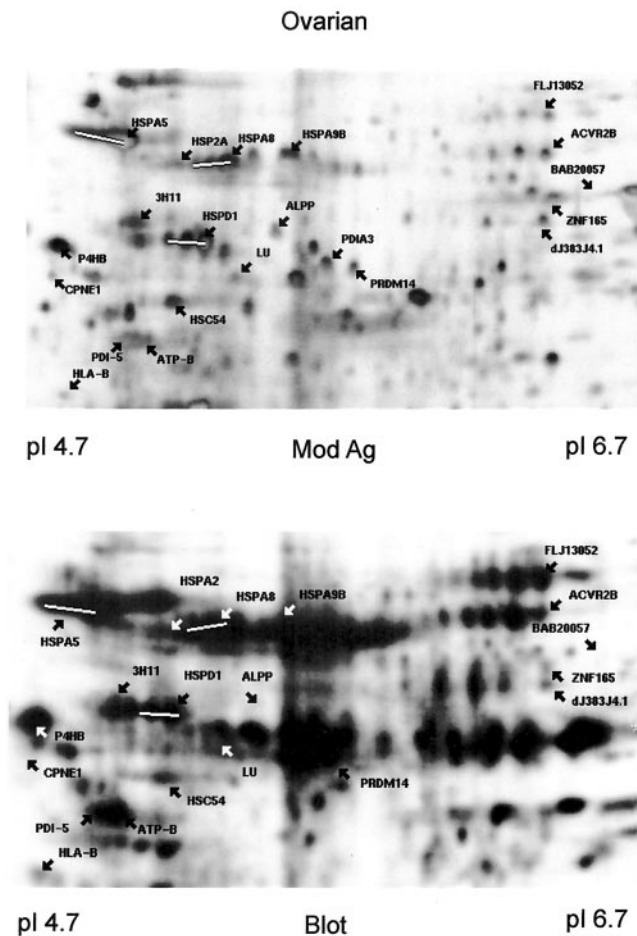 Ovarian
FLJ13052
HSPA5
HSP2A
HSPA8
HSPA9B
ACVR2B
BAB20057
3H11
ALPP
HSPD1
ZNF165
P4HB
LU
PDIA3
dJ383J4.1
CPNE1
PRDM14
HSC54
PDI-5
ATP-B
HLA-B
pI 4.7 Mod Ag pI 6.7
FLJ13052
HSPA2
HSPA8
HSPA9B
ACVR2B
HSPA5
BAB20057
3H11
HSPD1
ALPP
ZNF165
dJ383J4.1
P4HB
CPNE1
LU
PRDM14
HSC54
PDI-5
ATP-B
HLA-B
pI 4.7 Blot pI 6.7